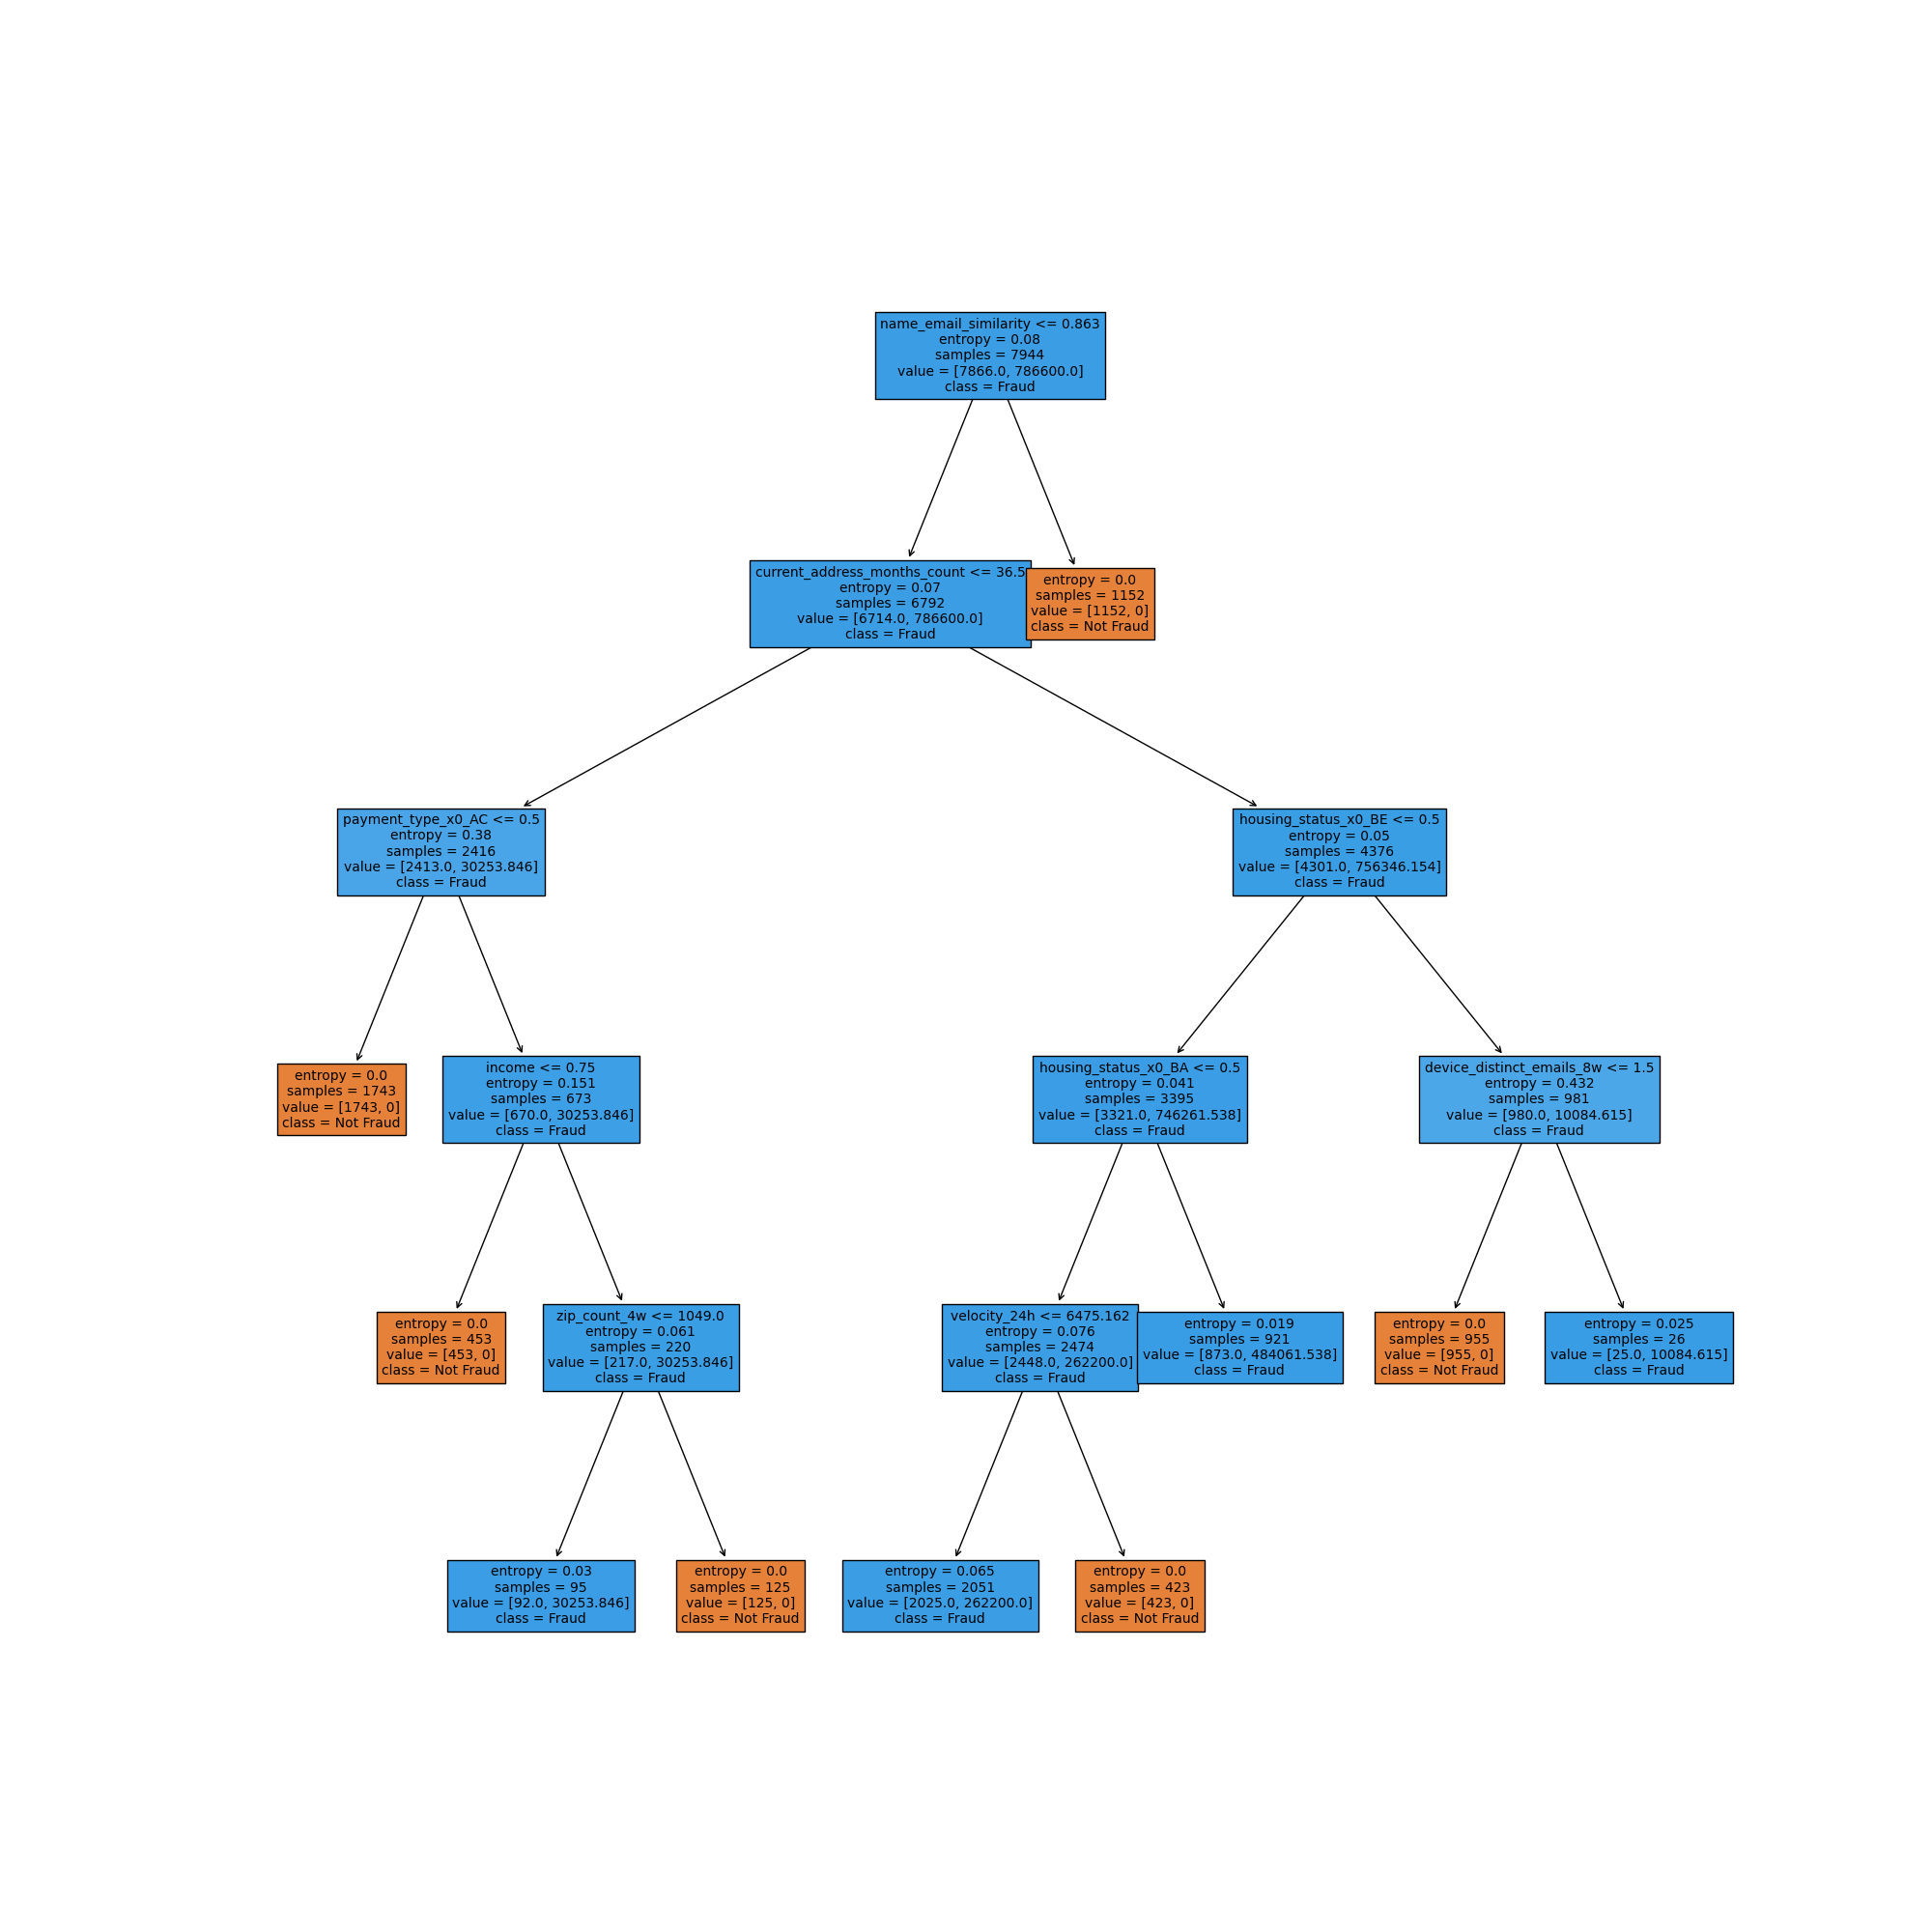 name_email_similarity <= 0.863
entropy = 0.08
samples = 7944
value = [7866.0, 786600.0]
class = Fraud
current_address_months_count <= 36.5
entropy = 0.07
samples = 6792
value = [6714.0, 786600.0]
class = Fraud
entropy = 0.0
samples = 1152
value = [1152, 0]
class = Not Fraud
payment_type_x0_AC <= 0.5
entropy = 0.38
samples = 2416
value = [2413.0, 30253.846]
class = Fraud
housing_status_x0_BE <= 0.5
entropy = 0.05
samples = 4376
value = [4301.0, 756346.154]
class = Fraud
entropy = 0.0
samples = 1743
value = [1743, 0]
class = Not Fraud
income <= 0.75
entropy = 0.151
samples = 673
value = [670.0, 30253.846]
class = Fraud
housing_status_x0_BA <= 0.5
entropy = 0.041
samples = 3395
value = [3321.0, 746261.538]
class = Fraud
device_distinct_emails_8w <= 1.5
entropy = 0.432
samples = 981
value = [980.0, 10084.615]
class = Fraud
entropy = 0.0
samples = 453
value = [453, 0]
class = Not Fraud
zip_count_4w <= 1049.0
entropy = 0.061
samples = 220
value = [217.0, 30253.846]
class = Fraud
velocity_24h <= 6475.162
entropy = 0.076
samples = 2474
value = [2448.0, 262200.0]
class = Fraud
entropy = 0.019
samples = 921
value = [873.0, 484061.538]
class = Fraud
entropy = 0.0
samples = 955
value = [955, 0]
class = Not Fraud
entropy = 0.025
samples = 26
value = [25.0, 10084.615]
class = Fraud
entropy = 0.03
samples = 95
value = [92.0, 30253.846]
class = Fraud
entropy = 0.0
samples = 125
value = [125, 0]
class = Not Fraud
entropy = 0.065
samples = 2051
value = [2025.0, 262200.0]
class = Fraud
entropy = 0.0
samples = 423
value = [423, 0]
class = Not Fraud